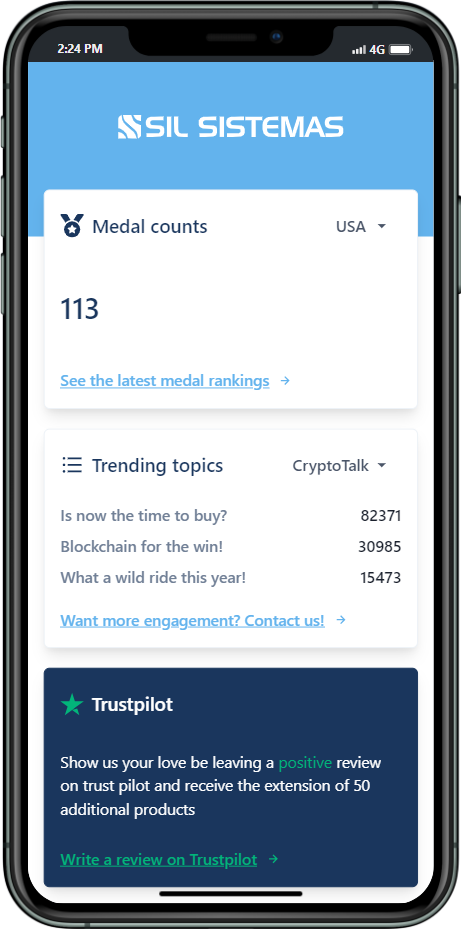 2:24 PM
4G
SIL SISTEMAS
Medal counts
USA
113
See the latest medal rankings
Trending topics
CryptoTalk
Is now the time to buy?
82371
Blockchain for the win!
30985
What a wild ride this year!
15473
Want more engagement? Contact us!
Trustpilot
Show us your love be leaving a positive review
on trust pilot and receive the extension of 50
additional products
Write a review on Trustpilot